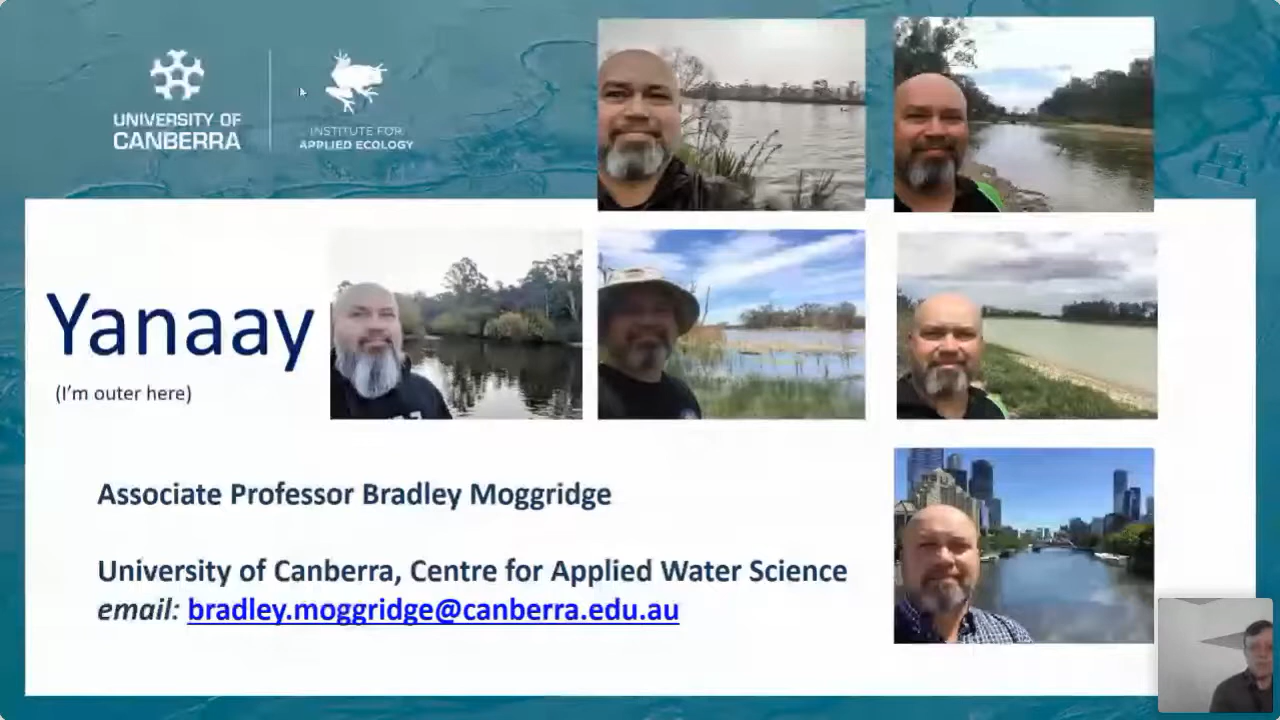 UNIVERSITY OF
CANBERRA
INSTITUTE FOR
APPLIED ECOLOGY
Yanaay
(I'm outer here)
Associate Professor Bradley Moggridge
University of Canberra, Centre for Applied Water Science
email: bradley.moggridge@canberra.edu.au